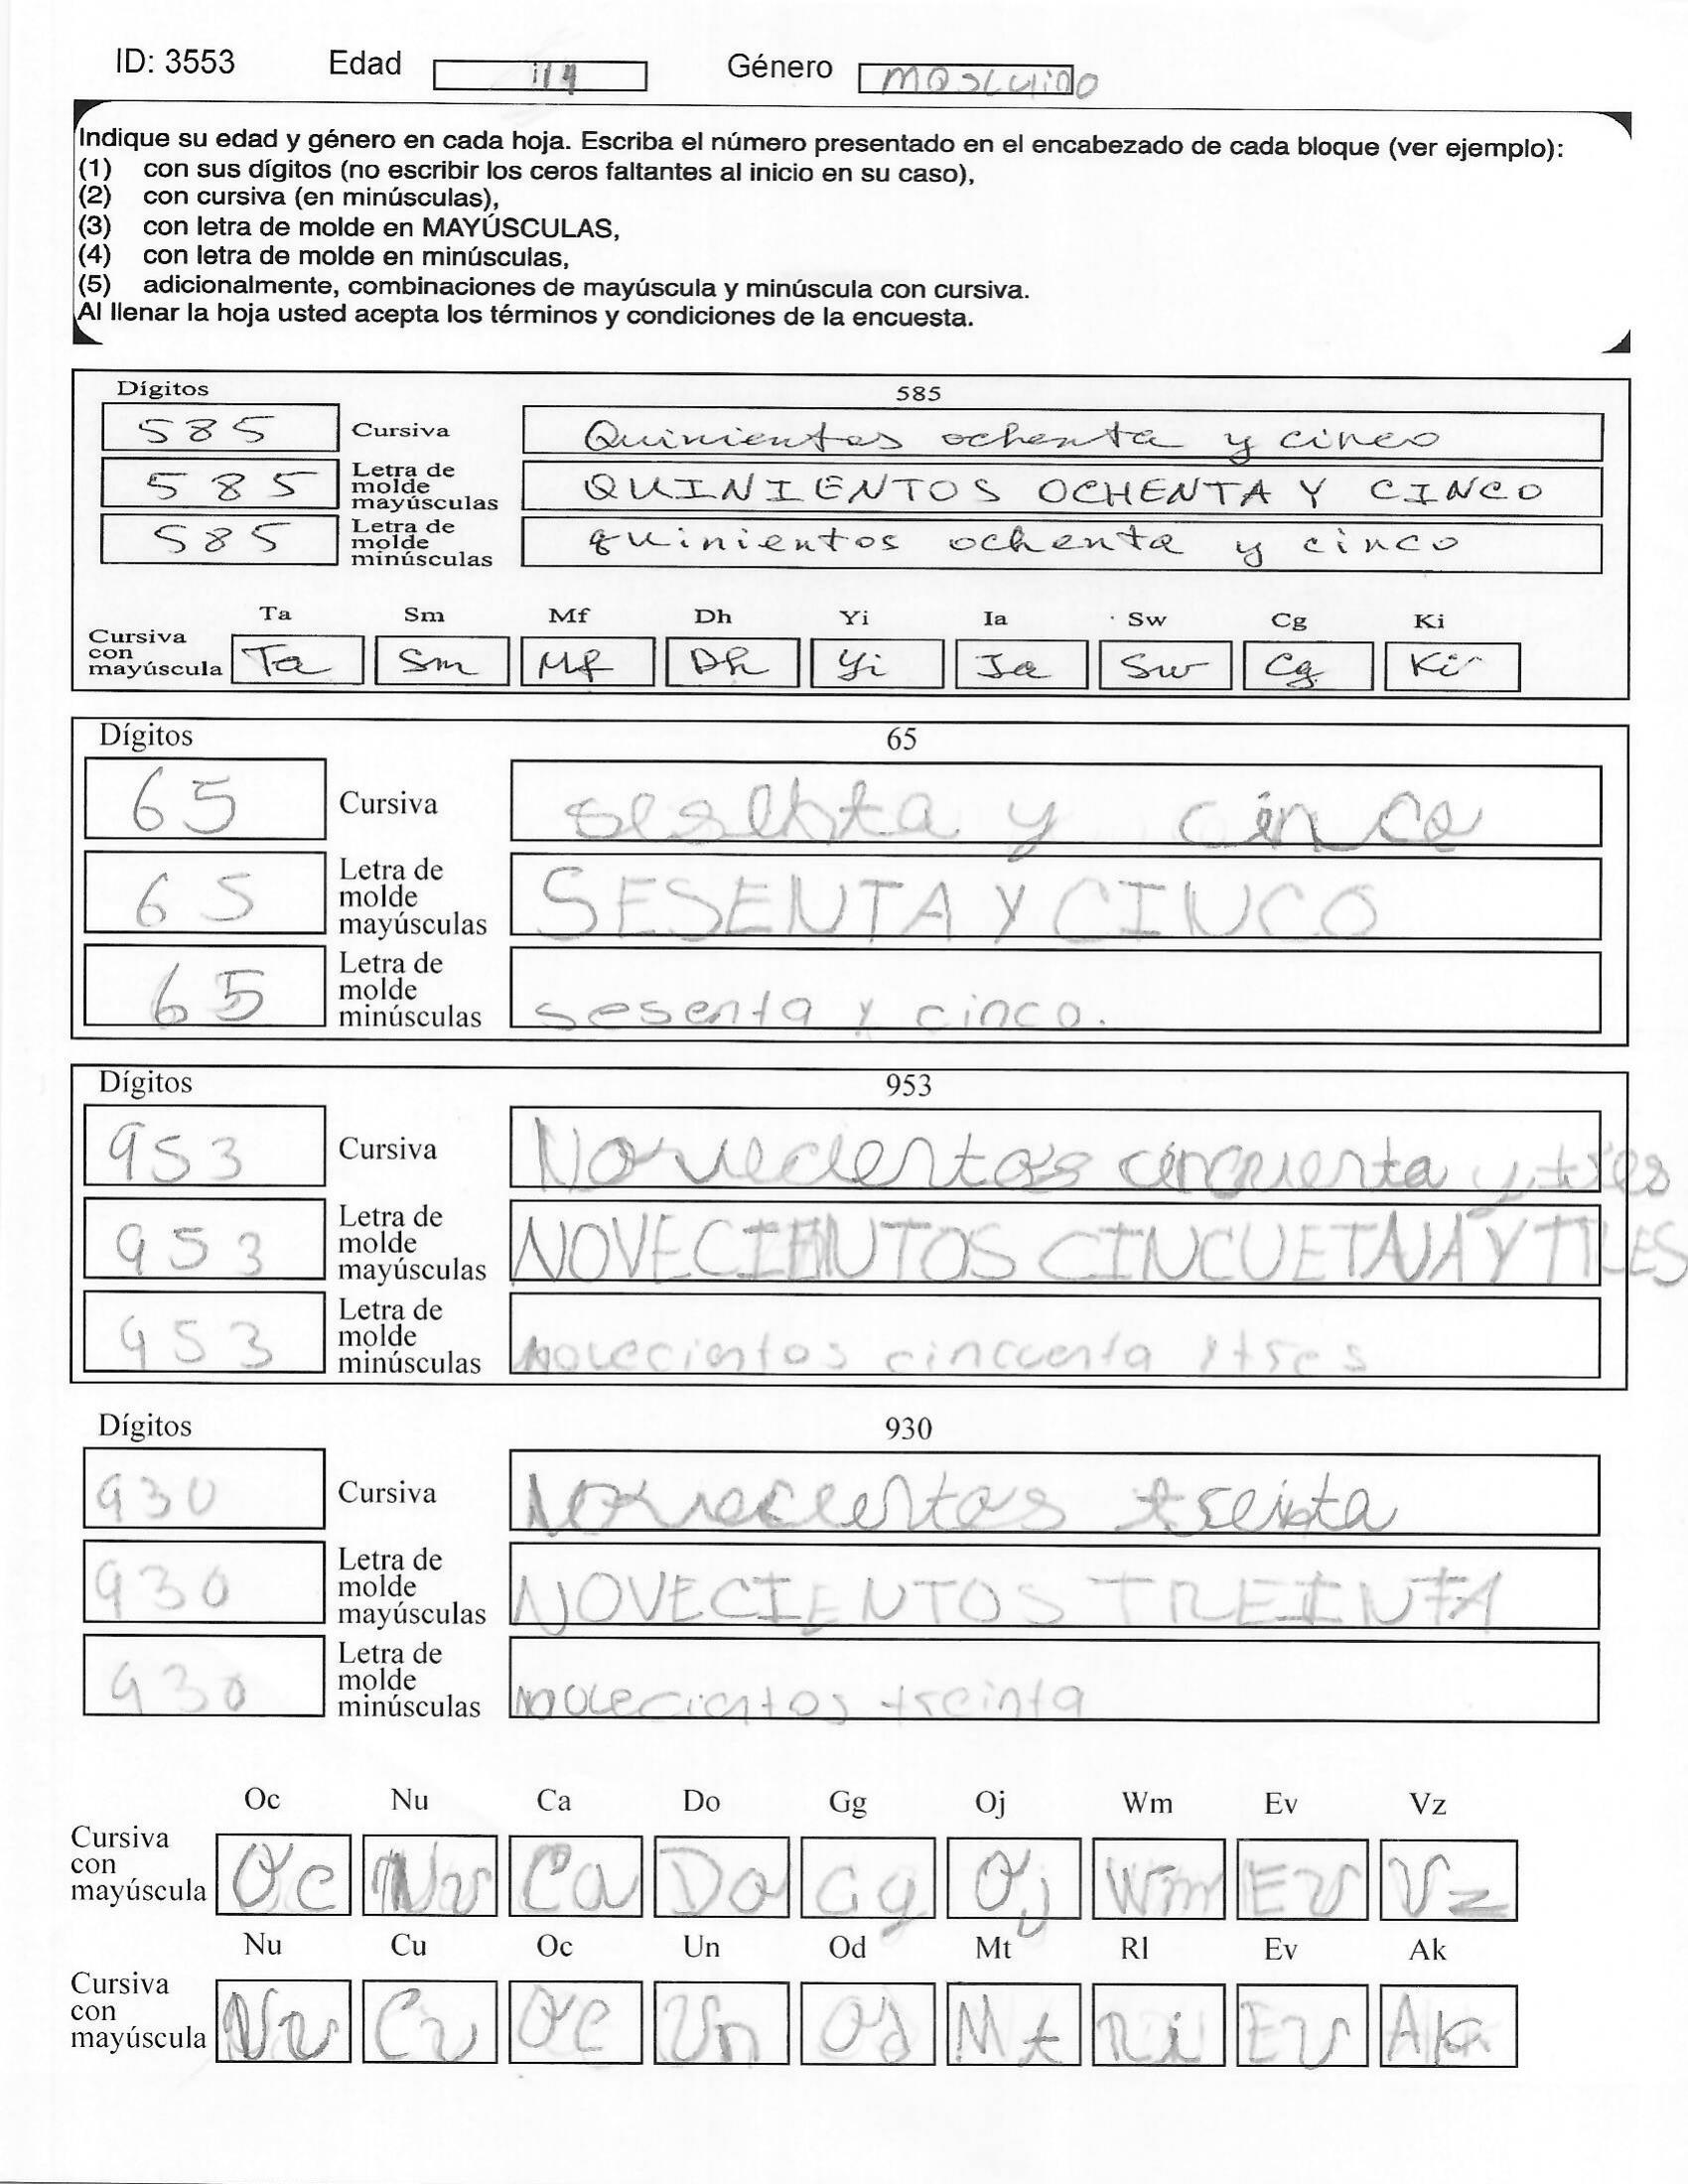 ID: 3553 Edad Género masculino
Indique su edad y género en cada hoja. Escriba el número presentado en el encabezado de cada bloque (ver ejemplo):
(1) con sus dígitos (no escribir los ceros faltantes al inicio en su caso),
(2) con cursiva (en minúsculas),
(3) con letra de molde en MAYÚSCULAS,
(4) con letra de molde en minúsculas,
(5) adicionalmente, combinaciones de mayúscula y minúscula con cursiva.
Al llenar la hoja usted acepta los términos y condiciones de la encuesta.
Dígitos 585
585 Cursiva Quinientos ochenta y cinco
585 Letra de molde mayúsculas QUINIENTOS OCHENTA Y CINCO
585 Letra de molde minúsculas quinientos ochenta y cinco
Ta Sm Mf Dh Yi Ia Sw Cg Ki
Cursiva con mayúscula Ta Sm Mf Dh Yi Ia Sw Cg Ki
Dígitos 65
65 Cursiva sesenta y cinco
65 Letra de molde mayúsculas SESENTA Y CINCO
65 Letra de molde minúsculas sesenta y cinco.
Dígitos 953
953 Cursiva Novecientos cincuenta y tres
953 Letra de molde mayúsculas NOVECIENTOS CINCUETNA Y TRES
953 Letra de molde minúsculas novecientos cincuenta y tres
Dígitos 930
930 Cursiva Novecientos treinta
930 Letra de molde mayúsculas NOVECIENTOS TREINTA
930 Letra de molde minúsculas novecientos treinta
Oc Nu Ca Do Gg Oj Wm Ev Vz
Cursiva con mayúscula Oc Nu Ca Do Gg Oj Wm Ev Vz
Nu Cu Oc Un Od Mt Rl Ev Ak
Cursiva con mayúscula Nu Cu Oc Un Od Mt Ri Ev Ak